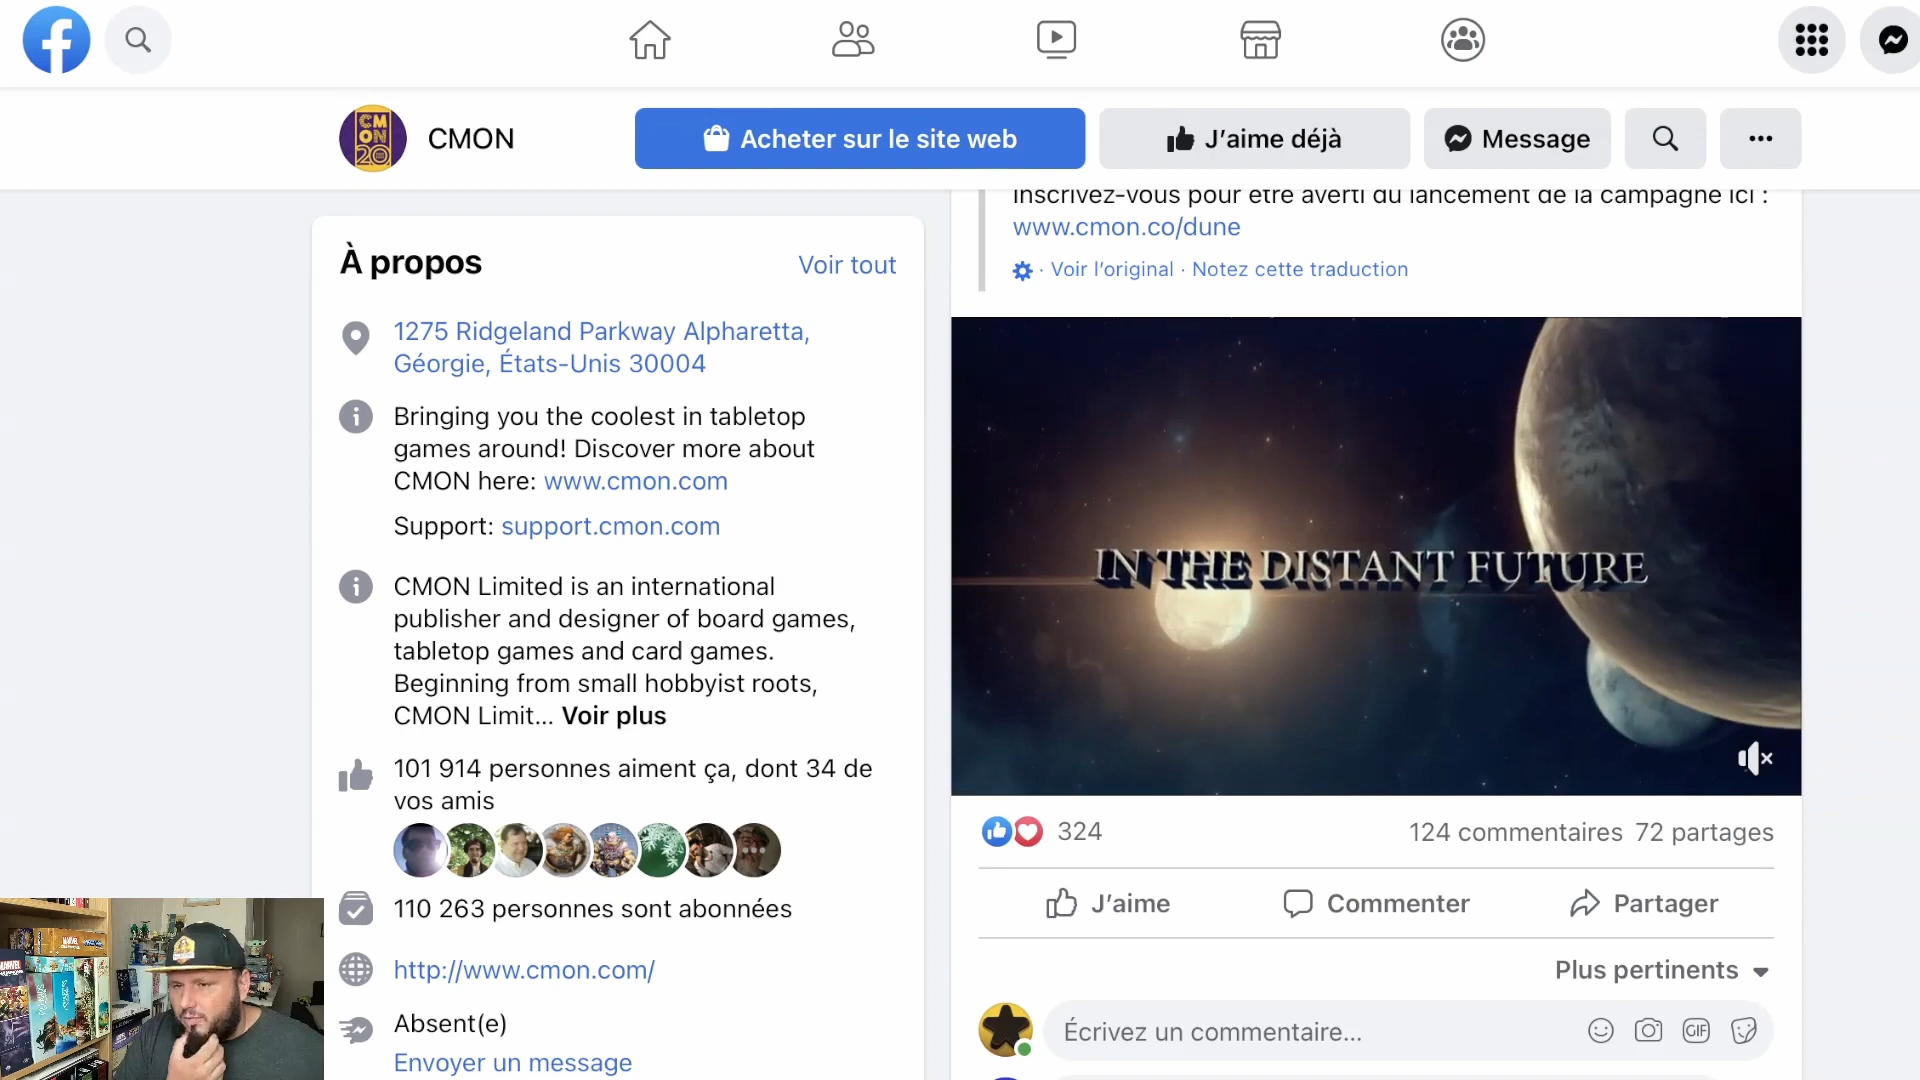 CMON
20
CMON
Acheter sur le site web
J’aime déjà
Message
À propos
Voir tout
1275 Ridgeland Parkway Alpharetta,
Géorgie, États-Unis 30004
Bringing you the coolest in tabletop
games around! Discover more about
CMON here: www.cmon.com
Support: support.cmon.com
CMON Limited is an international
publisher and designer of board games,
tabletop games and card games.
Beginning from small hobbyist roots,
CMON Limit... Voir plus
101 914 personnes aiment ça, dont 34 de
vos amis
110 263 personnes sont abonnées
http://www.cmon.com/
Absent(e)
Envoyer un message
Inscrivez-vous pour être averti du lancement de la campagne ici :
www.cmon.co/dune
· Voir l’original · Notez cette traduction
IN THE DISTANT FUTURE
324
124 commentaires 72 partages
J’aime
Commenter
Partager
Plus pertinents
Écrivez un commentaire...
GIF
MARVEL